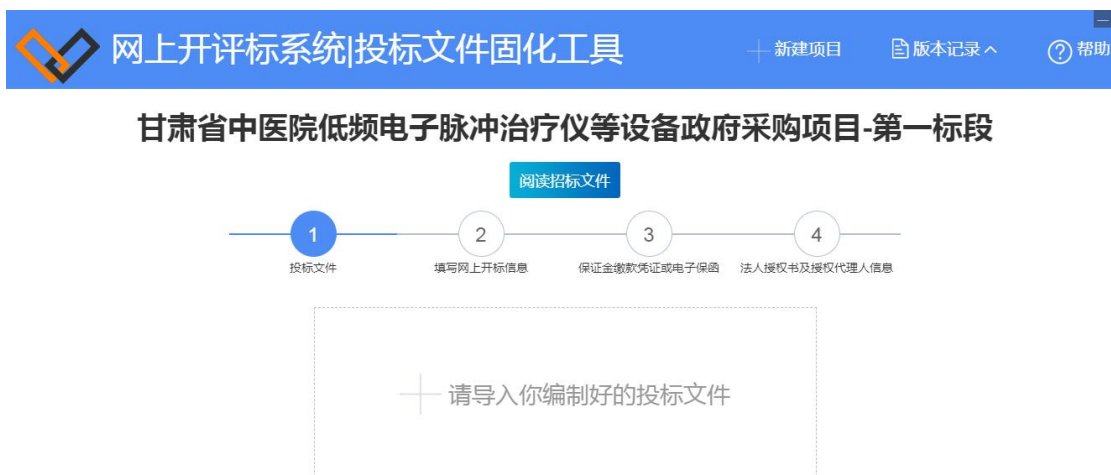 网上开评标系统|投标文件固化工具
新建项目
版本记录
帮助
甘肃省中医院低频电子脉冲治疗仪等设备政府采购项目-第一标段
阅读招标文件
1
2
3
4
投标文件
填写网上开标信息
保证金缴款凭证或电子保函
法人授权书及授权代理人信息
请导入你编制好的投标文件